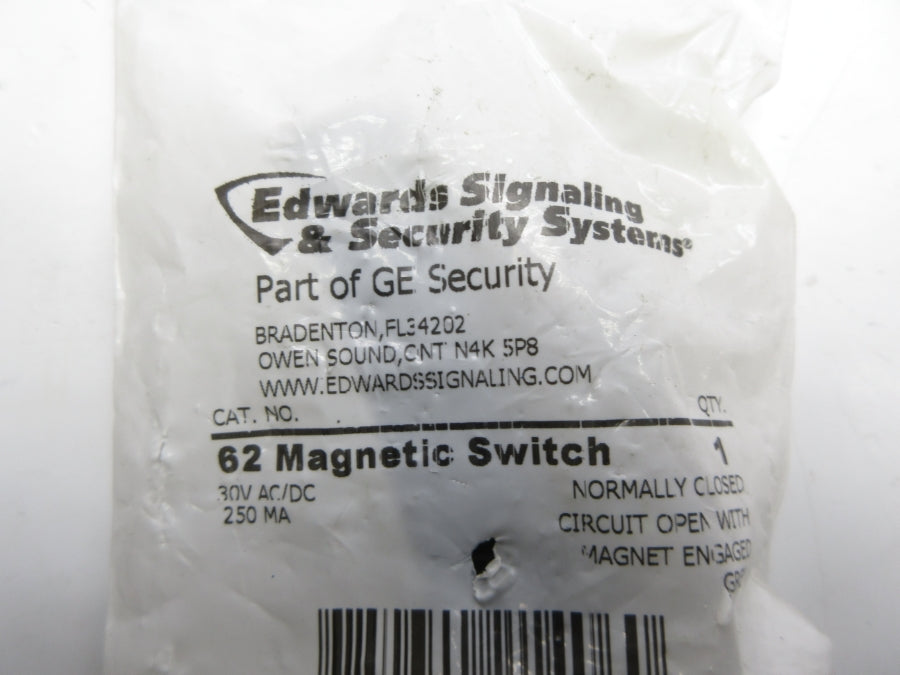 Edwards Signaling
& Security Systems®
Part of GE Security
BRADENTON,FL34202
OWEN SOUND,ONT N4K 5P8
WWW.EDWARDSSIGNALING.COM
CAT. NO. QTY.
62 Magnetic Switch 1
30V AC/DC NORMALLY CLOSED
250 MA CIRCUIT OPEN WITH
MAGNET ENGAGED